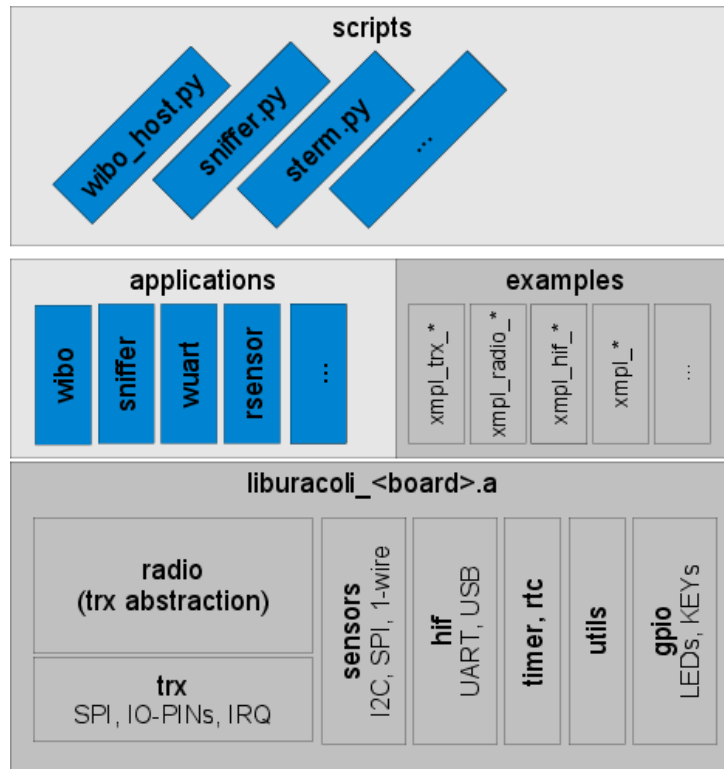 scripts
wibo_host.py
sniffer.py
sterm.py
...
applications
wibo
sniffer
wuart
rsensor
...
examples
xmpl_trx_*
xmpl_radio_*
xmpl_hif_*
xmpl_*
...
liburacoli_<board>.a
radio
(trx abstraction)
trx
SPI, IO-PINs, IRQ
sensors
I2C, SPI, 1-wire
hif
UART, USB
timer, rtc
utils
gpio
LEDs, KEYs